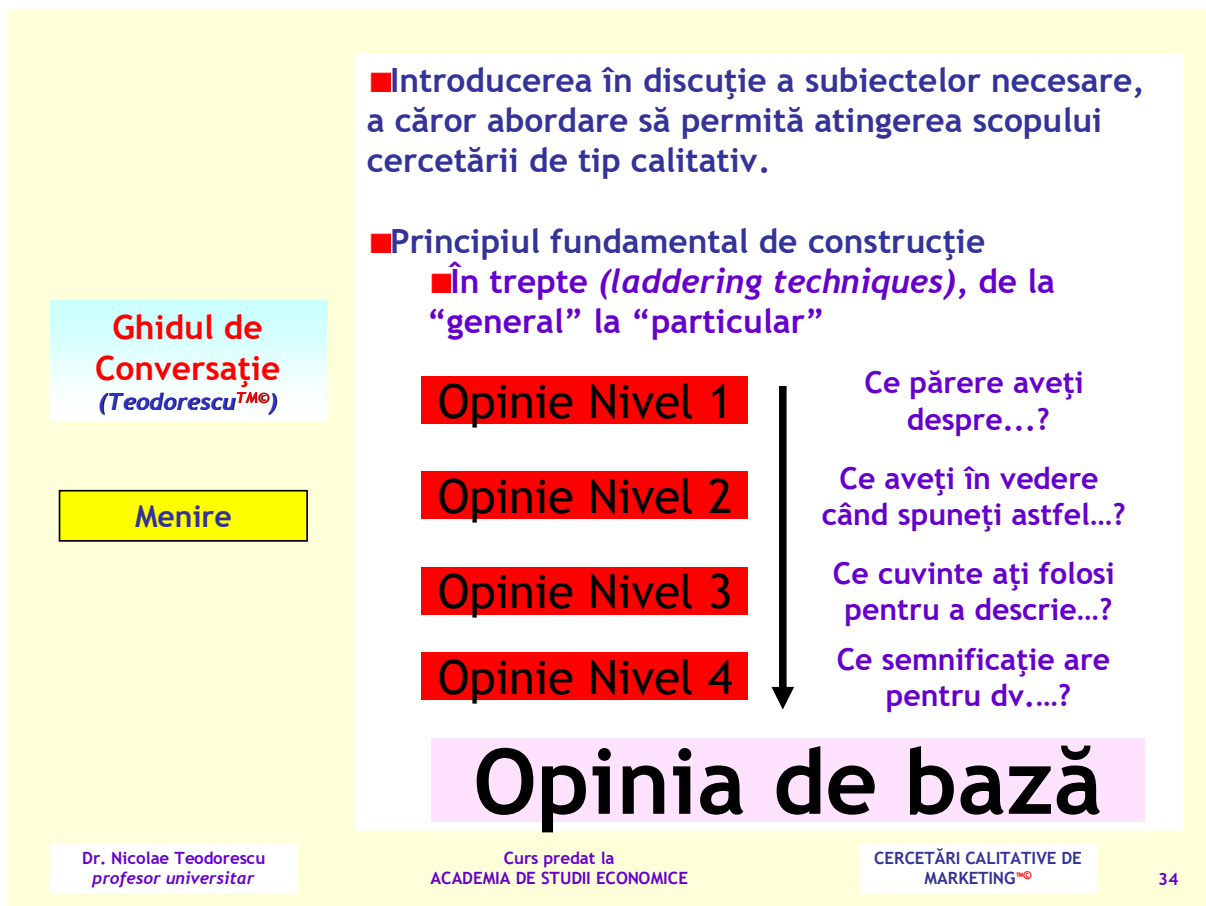 Introducerea în discuţie a subiectelor necesare,
a căror abordare să permită atingerea scopului
cercetării de tip calitativ.
Principiul fundamental de construcţie
În trepte (laddering techniques), de la
“general” la “particular”
Ghidul de
Conversaţie
(Teodorescu™©)
Menire
Opinie Nivel 1
Ce părere aveţi
despre...?
Opinie Nivel 2
Ce aveţi în vedere
când spuneţi astfel…?
Opinie Nivel 3
Ce cuvinte aţi folosi
pentru a descrie…?
Opinie Nivel 4
Ce semnificaţie are
pentru dv.…?
Opinia de bază
Dr. Nicolae Teodorescu
profesor universitar
Curs predat la
ACADEMIA DE STUDII ECONOMICE
CERCETĂRI CALITATIVE DE
MARKETING™©
34